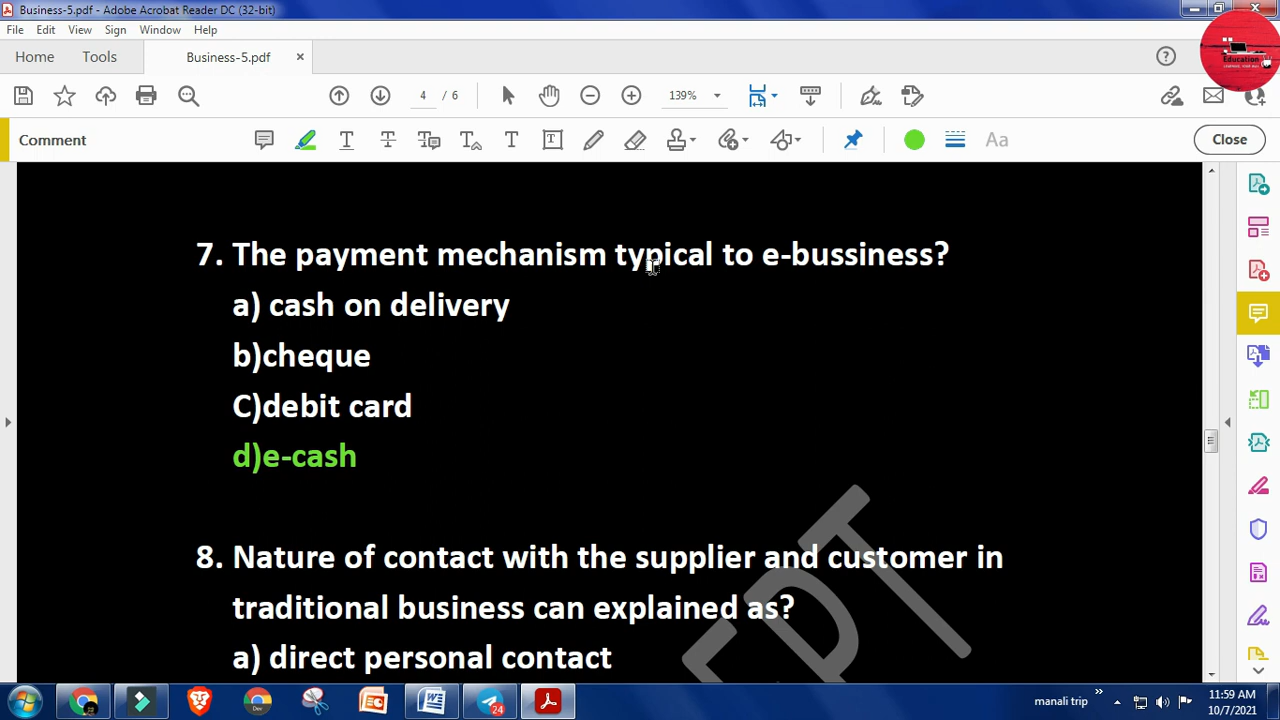 Business-5.pdf - Adobe Acrobat Reader DC (32-bit)
File Edit View Sign Window Help
Home Tools Business-5.pdf ×
Education
4 / 6 139%
Comment Close
7. The payment mechanism typical to e-bussiness?
a) cash on delivery
b)cheque
C)debit card
d)e-cash
8. Nature of contact with the supplier and customer in
traditional business can explained as?
a) direct personal contact
manali trip
24
11:59 AM
10/7/2021